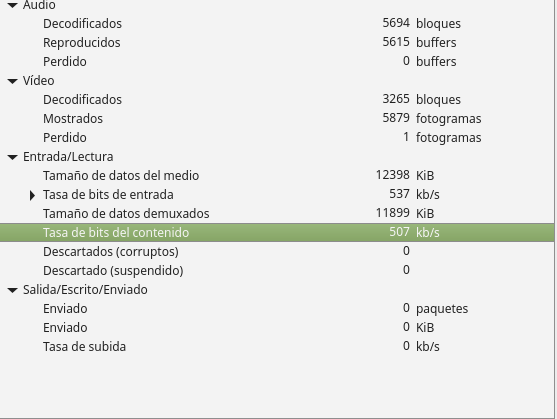 Audio
Decodificados 5694 bloques
Reproducidos 5615 buffers
Perdido 0 buffers
Vídeo
Decodificados 3265 bloques
Mostrados 5879 fotogramas
Perdido 1 fotogramas
Entrada/Lectura
Tamaño de datos del medio 12398 KiB
Tasa de bits de entrada 537 kb/s
Tamaño de datos demuxados 11899 KiB
Tasa de bits del contenido 507 kb/s
Descartados (corruptos) 0
Descartado (suspendido) 0
Salida/Escrito/Enviado
Enviado 0 paquetes
Enviado 0 KiB
Tasa de subida 0 kb/s